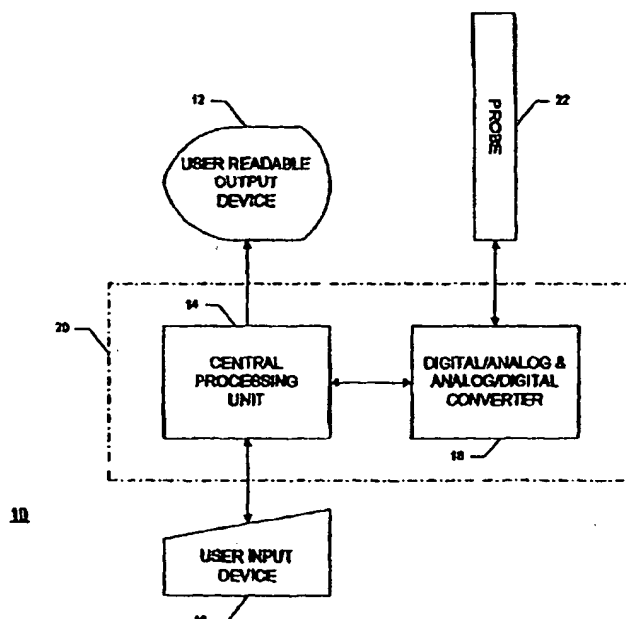 12
USER READABLE
OUTPUT
DEVICE
PROBE
22
20
14
CENTRAL
PROCESSING
UNIT
DIGITAL/ANALOG &
ANALOG/DIGITAL
CONVERTER
18
10
USER INPUT
DEVICE